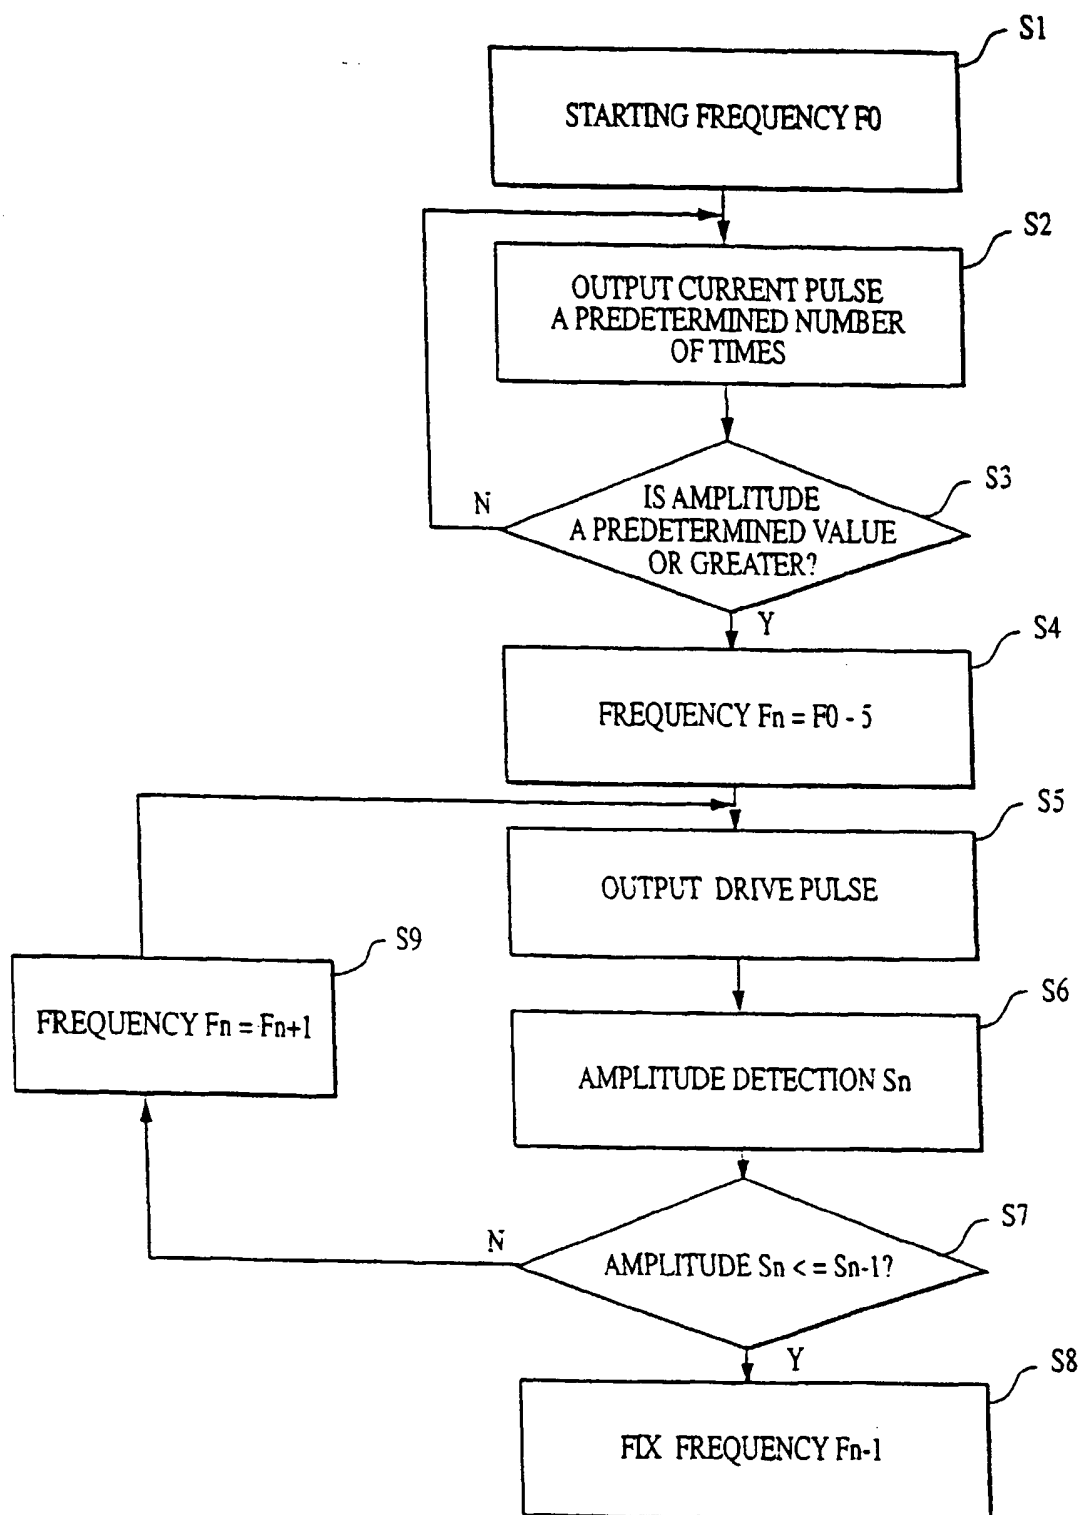 S1
STARTING FREQUENCY F0
S2
OUTPUT CURRENT PULSE
A PREDETERMINED NUMBER
OF TIMES
S3
N
IS AMPLITUDE
A PREDETERMINED VALUE
OR GREATER?
Y
S4
FREQUENCY Fn = F0 - 5
S5
OUTPUT DRIVE PULSE
S9
FREQUENCY Fn = Fn+1
S6
AMPLITUDE DETECTION Sn
S7
N
AMPLITUDE Sn < = Sn-1?
Y
S8
FIX FREQUENCY Fn-1